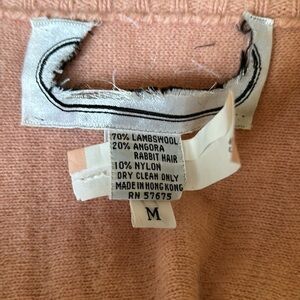 70% LAMBSWOOL
20% ANGORA
RABBIT HAIR
10% NYLON
DRY CLEAN ONLY
MADE IN HONG KONG
RN 57675
M